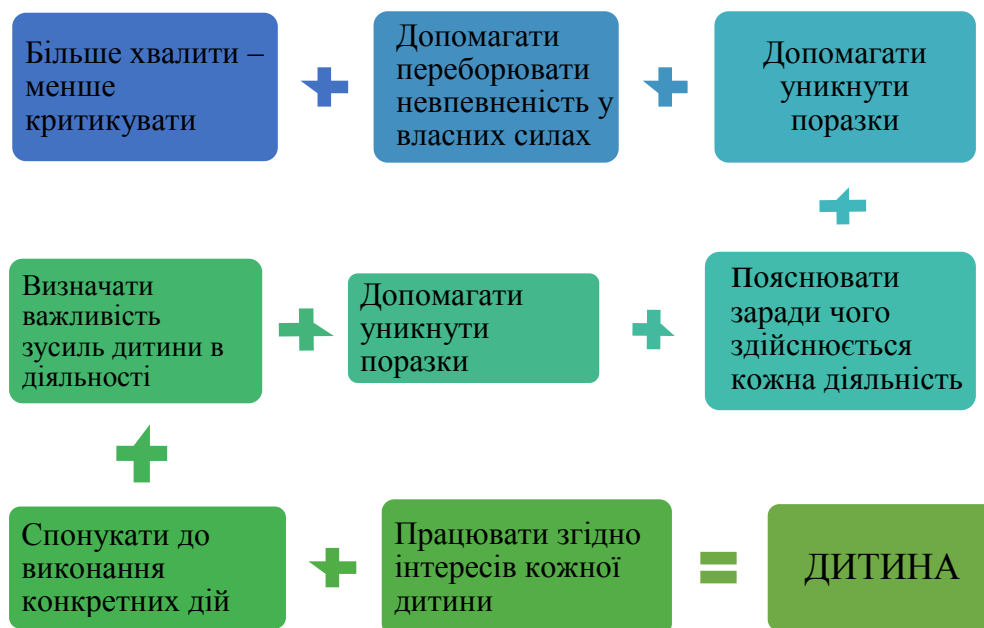 Більше хвалити –
менше
критикувати
Допомагати
переборювати
невпевненість у
власних силах
Допомагати
уникнути
поразки
Пояснювати
заради чого
здійснюється
кожна діяльність
Допомагати
уникнути
поразки
Визначати
важливість
зусиль дитини в
діяльності
Спонукати до
виконання
конкретних дій
Працювати згідно
інтересів кожної
дитини
ДИТИНА